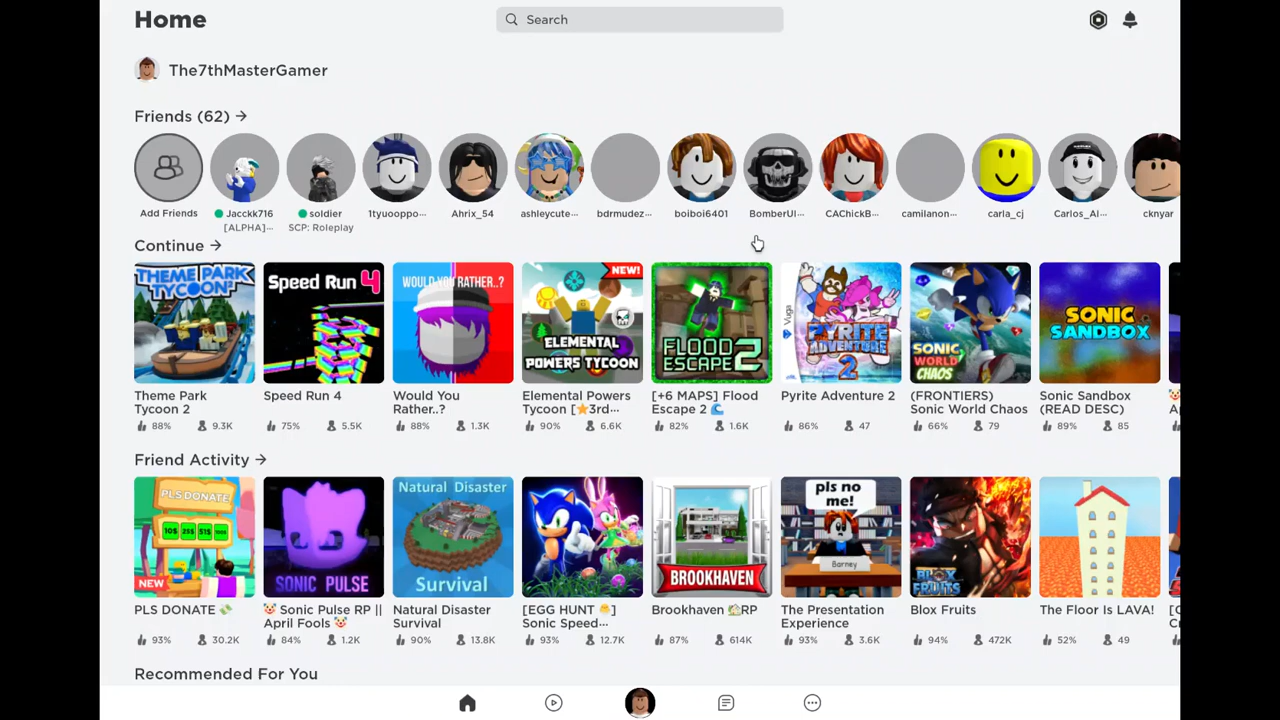 Home
Search
The7thMasterGamer
Friends (62) →
Add Friends
Jacckk716
[ALPHA]...
soldier
SCP: Roleplay
1tyuooppo...
Ahrix_54
ashleycute...
bdrmudez...
boiboi6401
BomberUl...
CAChickB...
camilanon...
carla_cj
Carlos_Al...
cknyar
Continue →
THEME PARK
TYCOON 2
Speed Run 4
WOULD YOU RATHER..?
NEW!
ELEMENTAL
POWERS TYCOON
FLOOD
ESCAPE 2
Vuga
PYRITE
ADVENTURE
2
SONIC
WORLD
CHAOS
SONIC
SANDBOX
Theme Park
Tycoon 2
Speed Run 4
Would You
Rather..?
Elemental Powers
Tycoon [⭐3rd...
[+6 MAPS] Flood
Escape 2 🌊
Pyrite Adventure 2
(FRONTIERS)
Sonic World Chaos
Sonic Sandbox
(READ DESC)
88% 9.3K
75% 5.5K
88% 1.3K
90% 6.6K
82% 1.6K
86% 47
66% 79
89% 85
Friend Activity →
PLS DONATE
10$ 25$ 51$
NEW
SONIC PULSE
Natural Disaster
Survival
BROOKHAVEN
pls no
me!
Barney
BLOX
FRUITS
PLS DONATE 💸
🤡 Sonic Pulse RP ||
April Fools 🤡
Natural Disaster
Survival
[EGG HUNT 🐣]
Sonic Speed...
Brookhaven 🏡RP
The Presentation
Experience
Blox Fruits
The Floor Is LAVA!
93% 30.2K
84% 1.2K
90% 13.8K
93% 12.7K
87% 614K
93% 3.6K
94% 472K
52% 49
Recommended For You